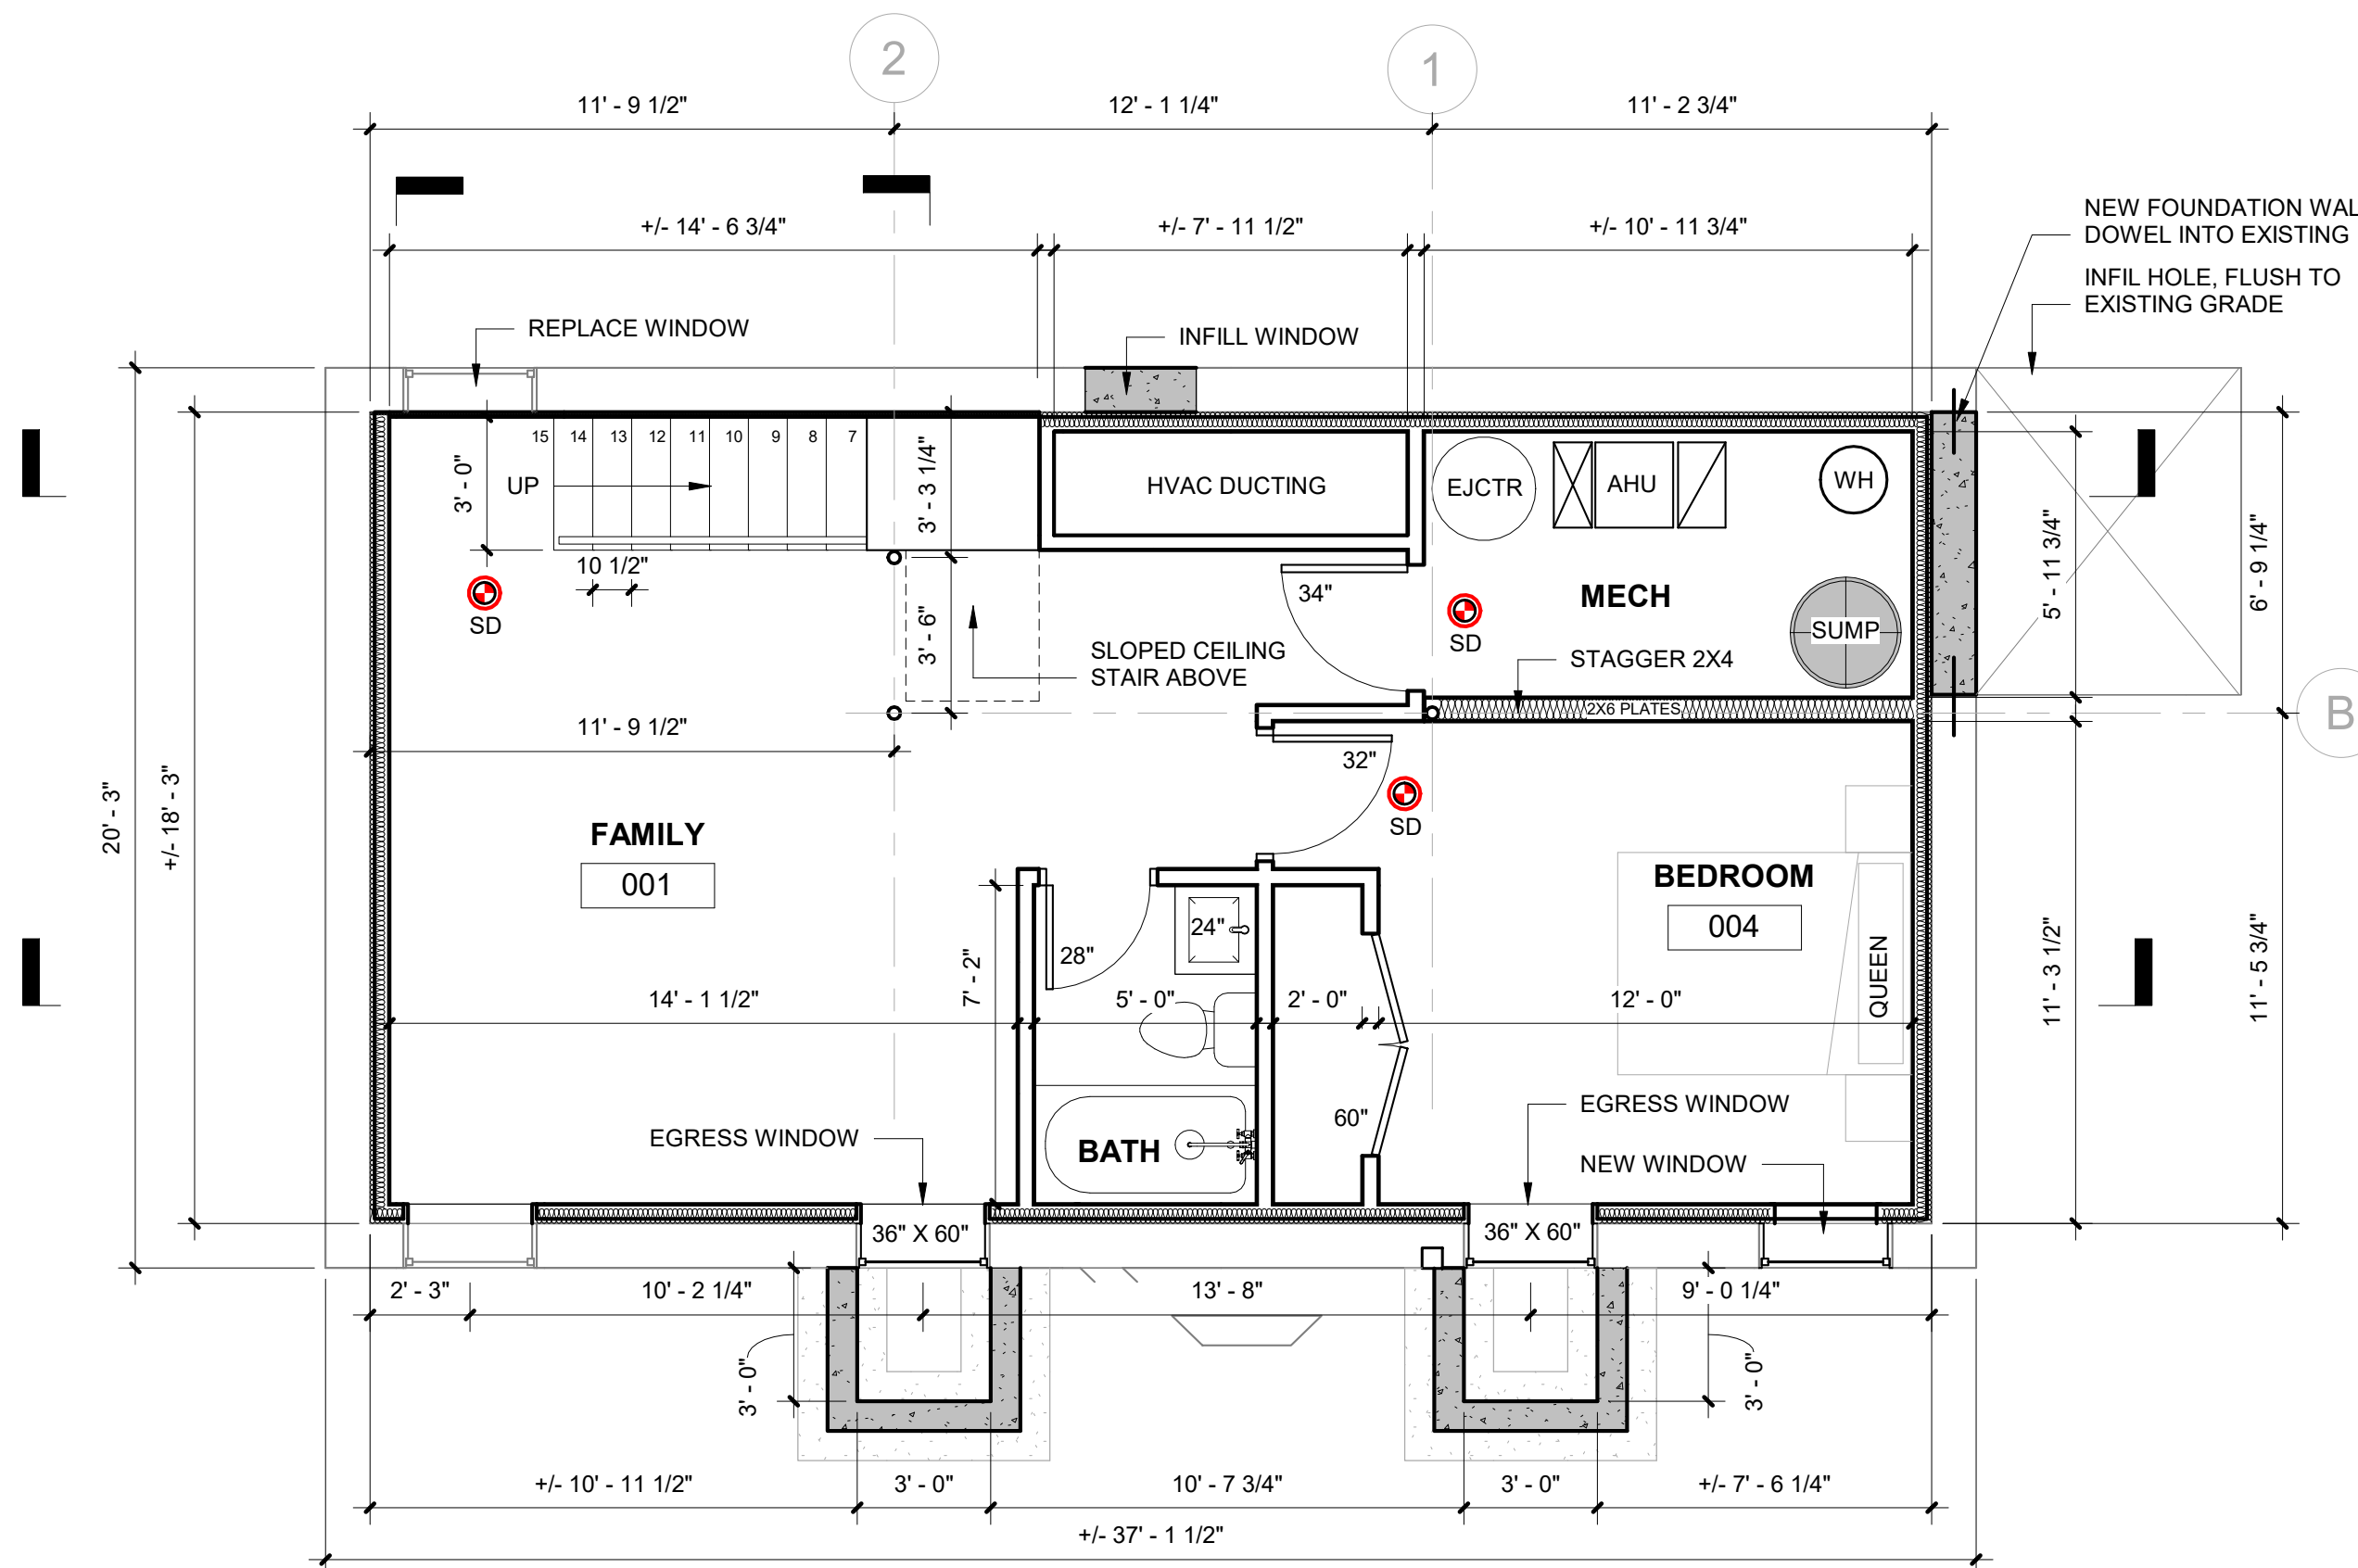 2
1
11' - 9 1/2"
12' - 1 1/4"
11' - 2 3/4"
+/- 14' - 6 3/4"
+/- 7' - 11 1/2"
+/- 10' - 11 3/4"
NEW FOUNDATION WAL
DOWEL INTO EXISTING
INFIL HOLE, FLUSH TO
EXISTING GRADE
REPLACE WINDOW
INFILL WINDOW
15
14
13
12
11
10
9
8
7
3' - 0"
UP
3' - 3 1/4"
HVAC DUCTING
EJCTR
AHU
WH
10 1/2"
SD
3' - 6"
34"
SD
MECH
SUMP
5' - 11 3/4"
6' - 9 1/4"
SLOPED CEILING
STAIR ABOVE
STAGGER 2X4
2X6 PLATES
B
11' - 9 1/2"
32"
SD
20' - 3"
+/- 18' - 3"
FAMILY
001
BEDROOM
004
24"
28"
7' - 2"
QUEEN
11' - 3 1/2"
11' - 5 3/4"
14' - 1 1/2"
5' - 0"
2' - 0"
12' - 0"
60"
EGRESS WINDOW
EGRESS WINDOW
BATH
NEW WINDOW
36" X 60"
36" X 60"
2' - 3"
10' - 2 1/4"
13' - 8"
9' - 0 1/4"
3' - 0"
3' - 0"
+/- 10' - 11 1/2"
3' - 0"
10' - 7 3/4"
3' - 0"
+/- 7' - 6 1/4"
+/- 37' - 1 1/2"